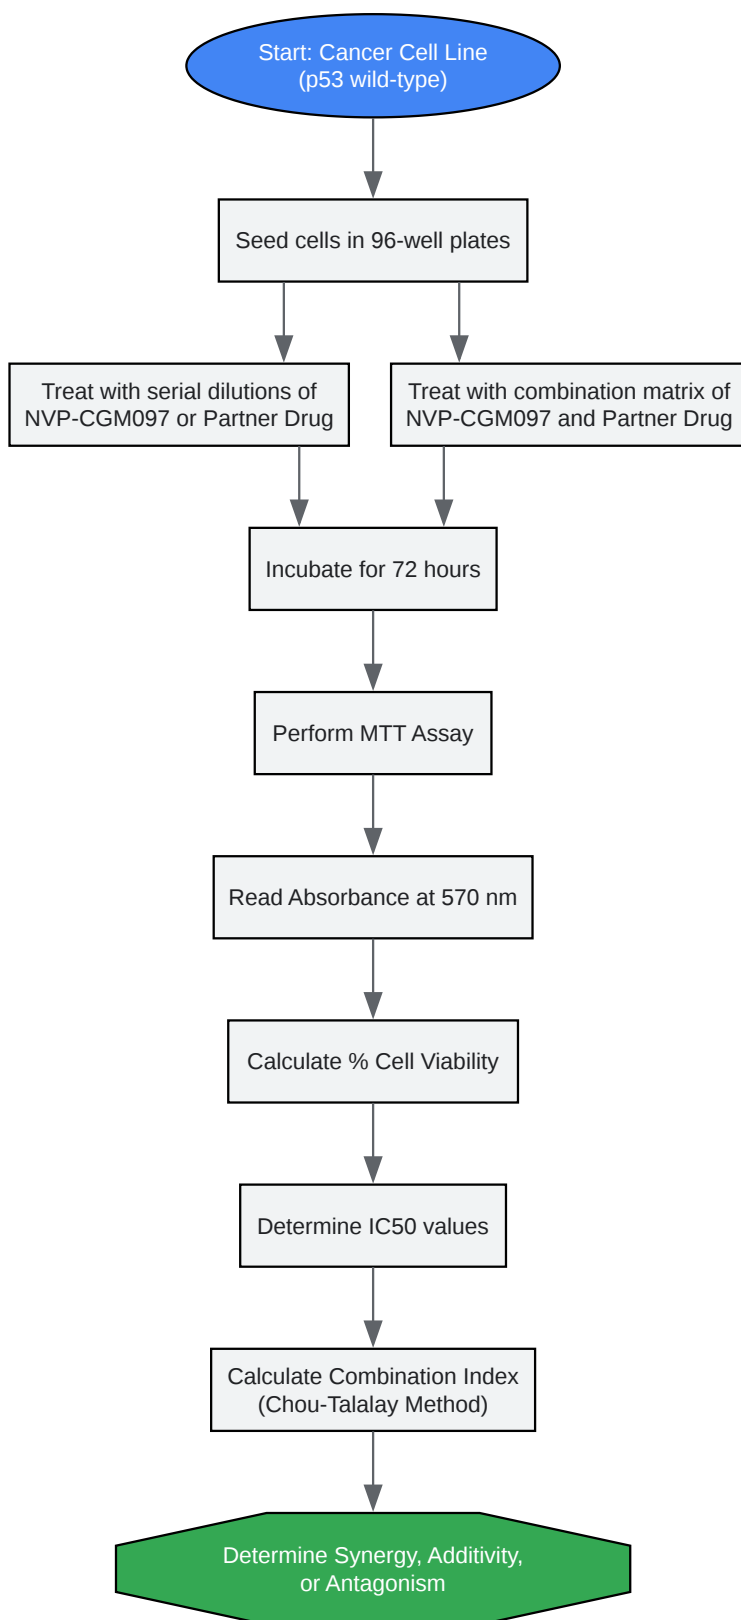 Start: Cancer Cell Line
(p53 wild-type)
Seed cells in 96-well plates
Treat with serial dilutions of
NVP-CGM097 or Partner Drug
Treat with combination matrix of
NVP-CGM097 and Partner Drug
Incubate for 72 hours
Perform MTT Assay
Read Absorbance at 570 nm
Calculate % Cell Viability
Determine IC50 values
Calculate Combination Index
(Chou-Talalay Method)
Determine Synergy, Additivity,
or Antagonism